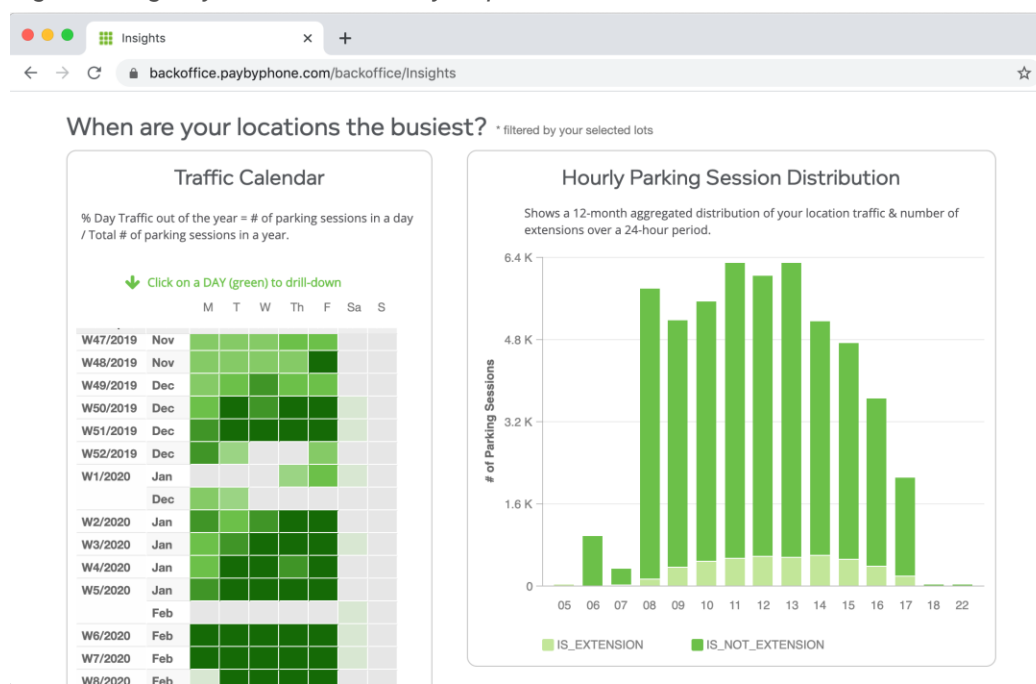 Insights
backoffice.paybyphone.com/backoffice/Insights
When are your locations the busiest? * filtered by your selected lots
Traffic Calendar
% Day Traffic out of the year = # of parking sessions in a day
/ Total # of parking sessions in a year.
Click on a DAY (green) to drill-down
M T W Th F Sa S
W47/2019 Nov
W48/2019 Nov
W49/2019 Dec
W50/2019 Dec
W51/2019 Dec
W52/2019 Dec
W1/2020 Jan
Dec
W2/2020 Jan
W3/2020 Jan
W4/2020 Jan
W5/2020 Jan
Feb
W6/2020 Feb
W7/2020 Feb
W8/2020 Feb
Hourly Parking Session Distribution
Shows a 12-month aggregated distribution of your location traffic & number of
extensions over a 24-hour period.
# of Parking Sessions
6.4 K
4.8 K
3.2 K
1.6 K
0
05 06 07 08 09 10 11 12 13 14 15 16 17 18 22
IS_EXTENSION IS_NOT_EXTENSION